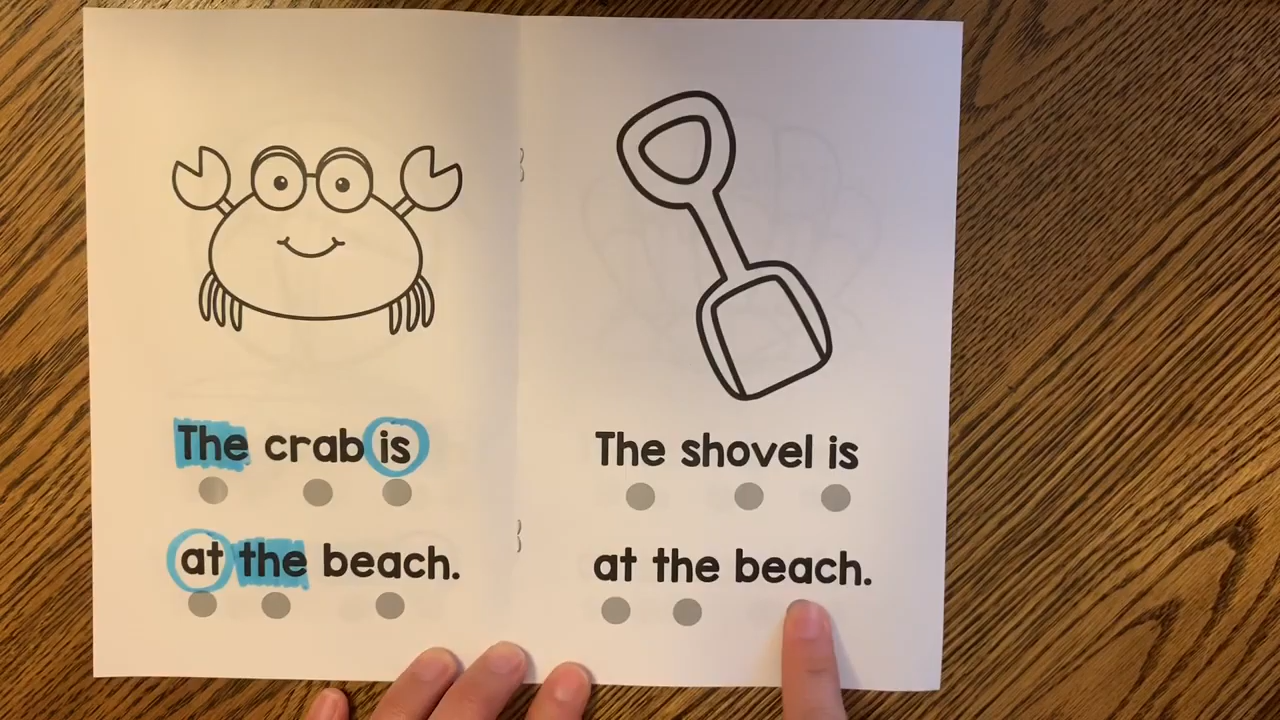 The crab is
at the beach.
The shovel is
at the beach.